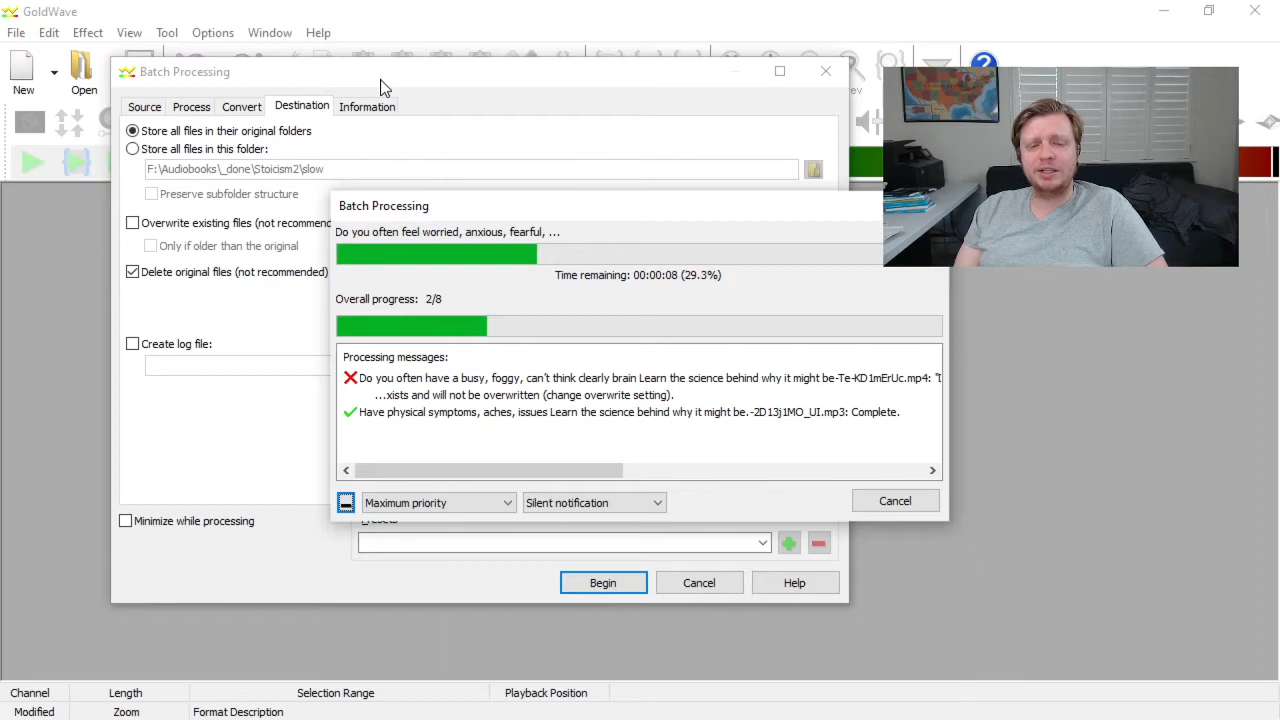 GoldWave
File Edit Effect View Tool Options Window Help
New
Open
Batch Processing
Source Process Convert Destination Information
Store all files in their original folders
Store all files in this folder:
F:\Audiobooks\_done\Stoicism2\slow
Preserve subfolder structure
Overwrite existing files (not recommend
Only if older than the original
Delete original files (not recommended)
Create log file:
Minimize while processing
Batch Processing
Do you often feel worried, anxious, fearful, ...
Time remaining: 00:00:08 (29.3%)
Overall progress: 2/8
Processing messages:
Do you often have a busy, foggy, can't think clearly brain Learn the science behind why it might be-Te-KD1mErUc.mp4: "D
...xists and will not be overwritten (change overwrite setting).
Have physical symptoms, aches, issues Learn the science behind why it might be.-2D13j1MO_UI.mp3: Complete.
Maximum priority
Silent notification
Cancel
Presets
Begin
Cancel
Help
Channel Length Selection Range Playback Position
Modified Zoom Format Description